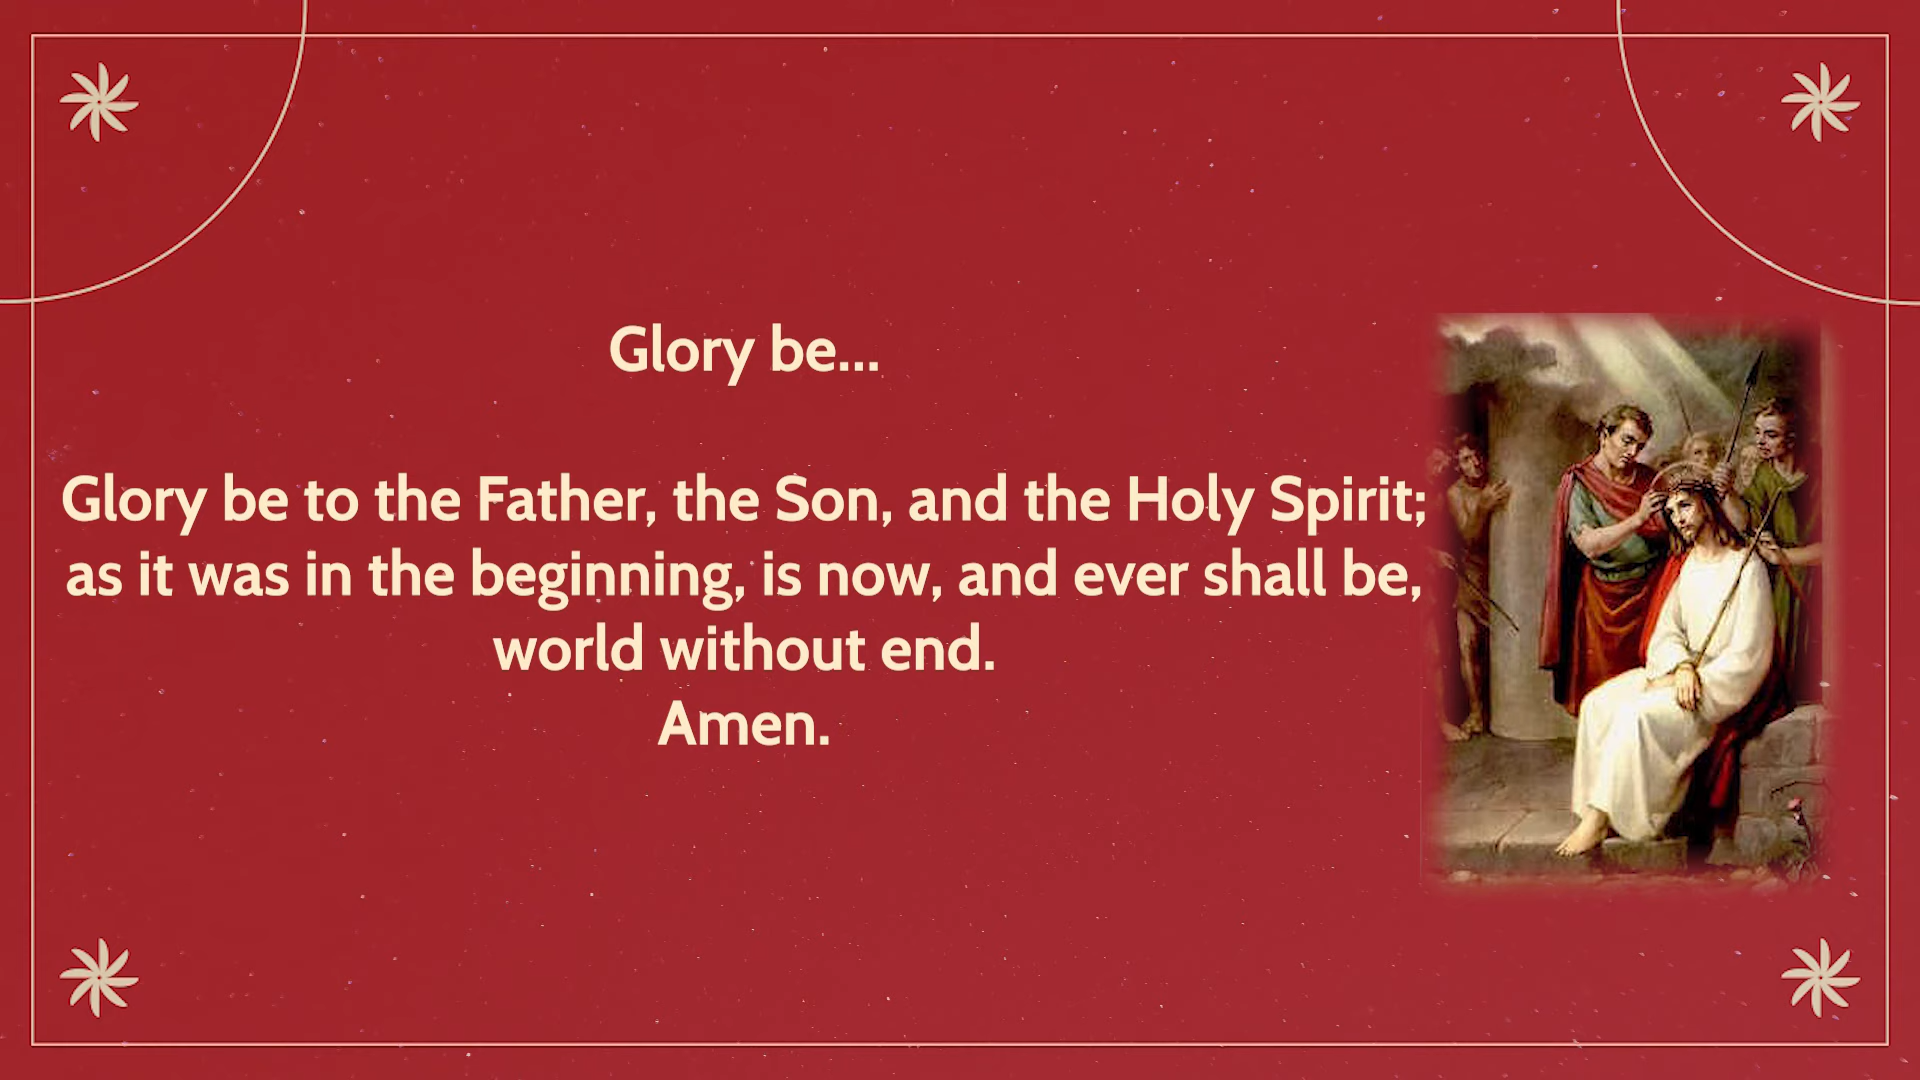 Glory be...
Glory be to the Father, the Son, and the Holy Spirit;
as it was in the beginning, is now, and ever shall be,
world without end.
Amen.